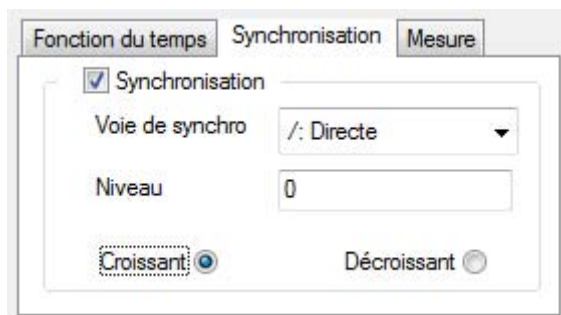 Fonction du temps Synchronisation Mesure
Synchronisation
Voie de synchro /: Directe
Niveau 0
Croissant Décroissant